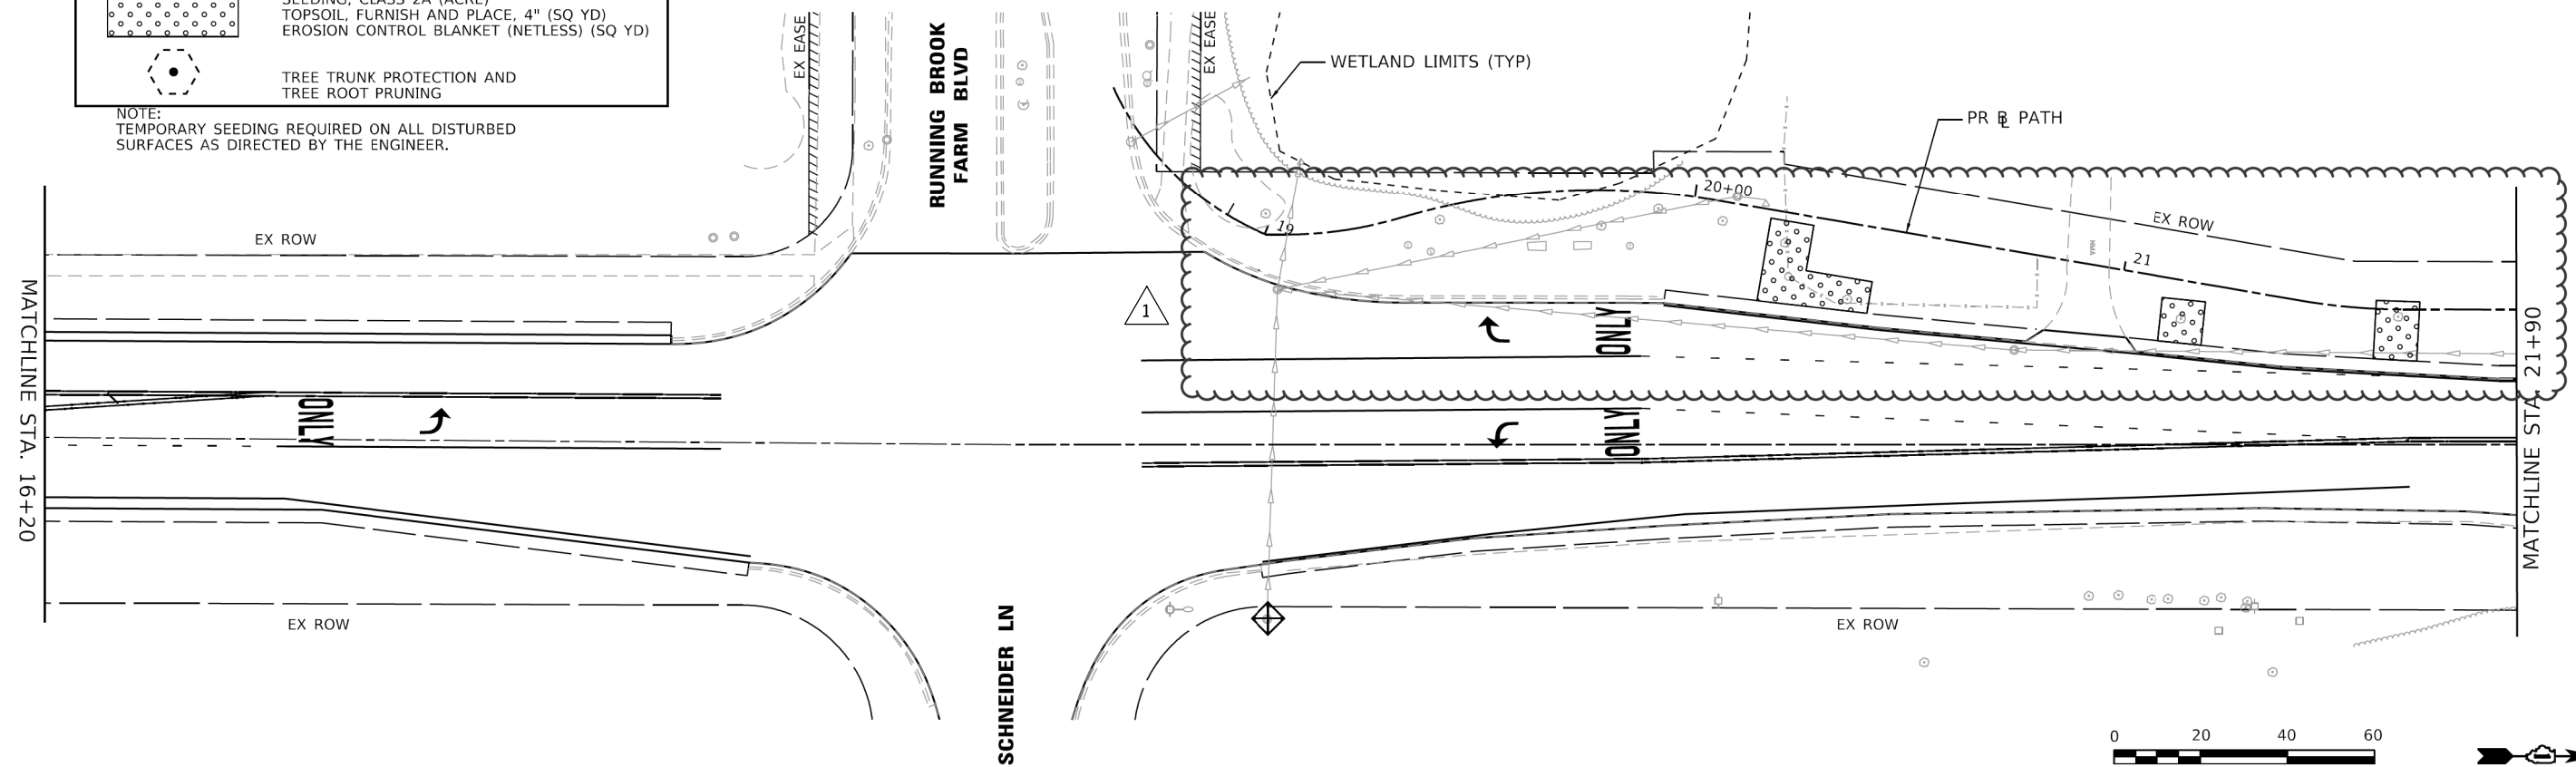 SEEDING, CLASS 2A (ACRE)
TOPSOIL, FURNISH AND PLACE, 4" (SQ YD)
EROSION CONTROL BLANKET (NETLESS) (SQ YD)
TREE TRUNK PROTECTION AND
TREE ROOT PRUNING
NOTE:
TEMPORARY SEEDING REQUIRED ON ALL DISTURBED
SURFACES AS DIRECTED BY THE ENGINEER.
EX EASE
RUNNING BROOK
FARM BLVD
EX EASE
WETLAND LIMITS (TYP)
PR ℄ PATH
EX ROW
19
20+00
EX ROW
21
1
MATCHLINE STA. 16+20
ONLY
ONLY
ONLY
MATCHLINE STA. 21+90
EX ROW
SCHNEIDER LN
EX ROW
0 20 40 60